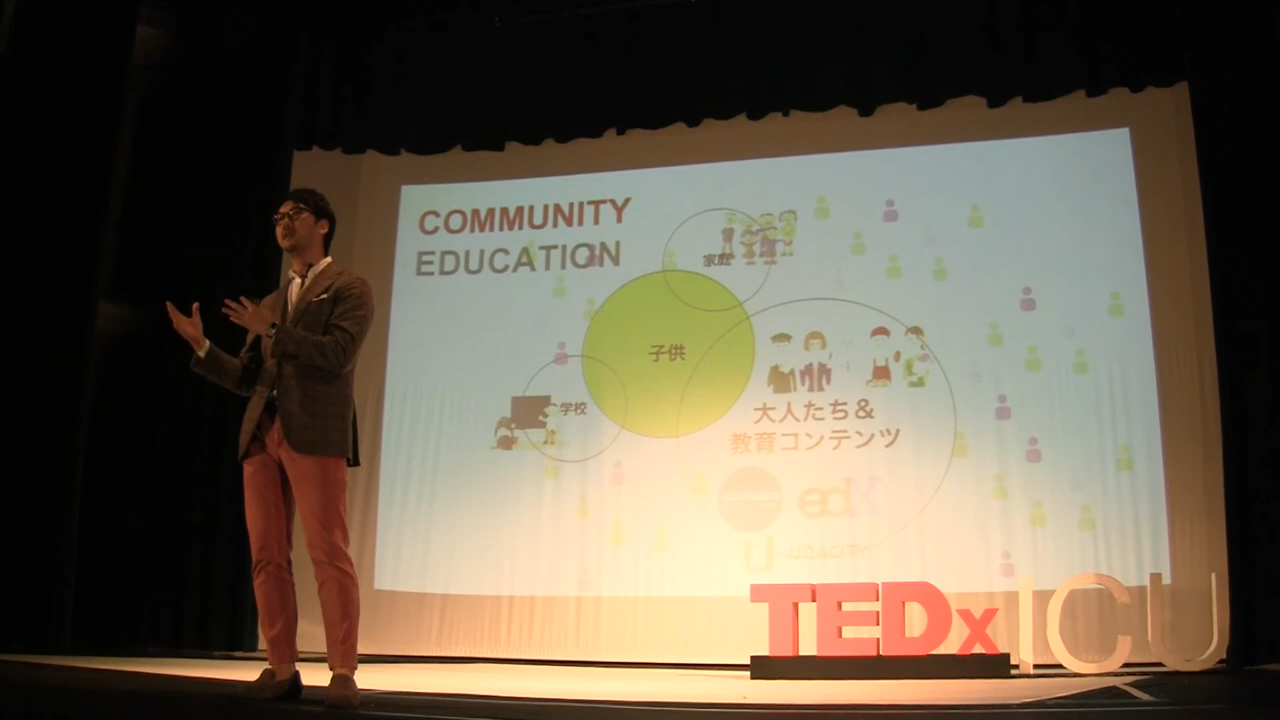 COMMUNITY
EDUCATION
家庭
子供
学校
大人たち&
教育コンテンツ
edX
UDACITY
TEDx ICU